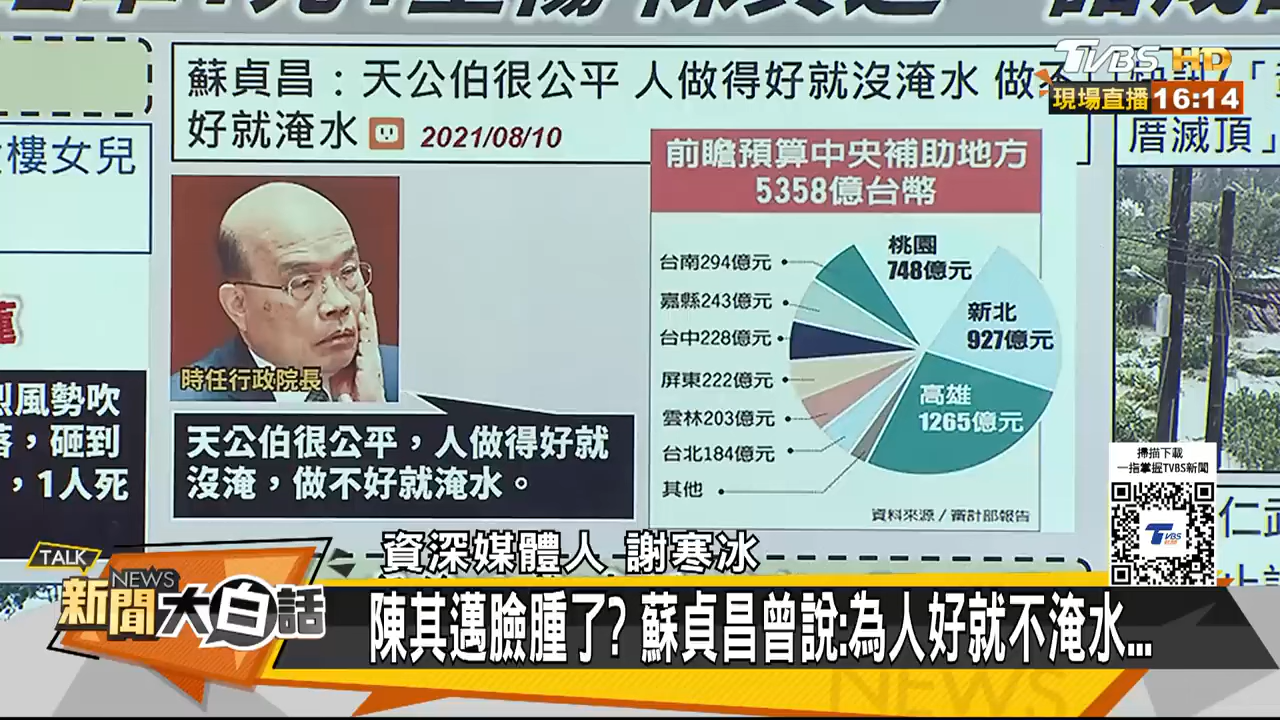 TVBS HD
現場直播 16:14
蘇貞昌：天公伯很公平 人做得好就沒淹水 做不
好就淹水 2021/08/10
樓女兒
厝滅頂」
前瞻預算中央補助地方
5358億台幣
桃園
748億元
新北
927億元
高雄
1265億元
台南294億元
嘉縣243億元
台中228億元
屏東222億元
雲林203億元
台北184億元
其他
資料來源/審計部報告
時任行政院長
天公伯很公平，人做得好就
沒淹，做不好就淹水。
風勢吹
落，砸到
，1人死
掃描下載
一指掌握TVBS新聞
TVBS
仁武
資深媒體人 謝寒冰
TALK
NEWS
新聞大白話
陳其邁臉腫了? 蘇貞昌曾說:為人好就不淹水...
NEWS